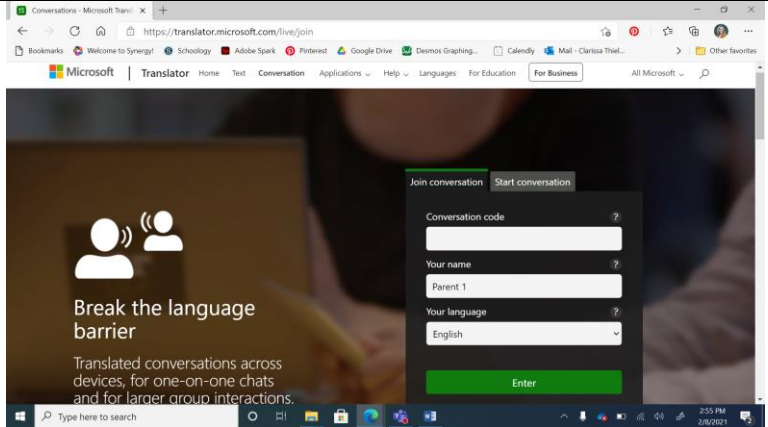 Conversations - Microsoft Transl
https://translator.microsoft.com/live/join
Bookmarks Welcome to Synergy! Schoology Adobe Spark Pinterest Google Drive Desmos Graphing... Calendly Mail - Clarissa Thiel... Other favorites
Microsoft Translator Home Text Conversation Applications Help Languages For Education For Business All Microsoft
Join conversation Start conversation
Conversation code ?
Your name ?
Parent 1
Your language ?
English
Enter
Break the language
barrier
Translated conversations across
devices, for one-on-one chats
and for larger group interactions.
Type here to search
2:55 PM
2/8/2021